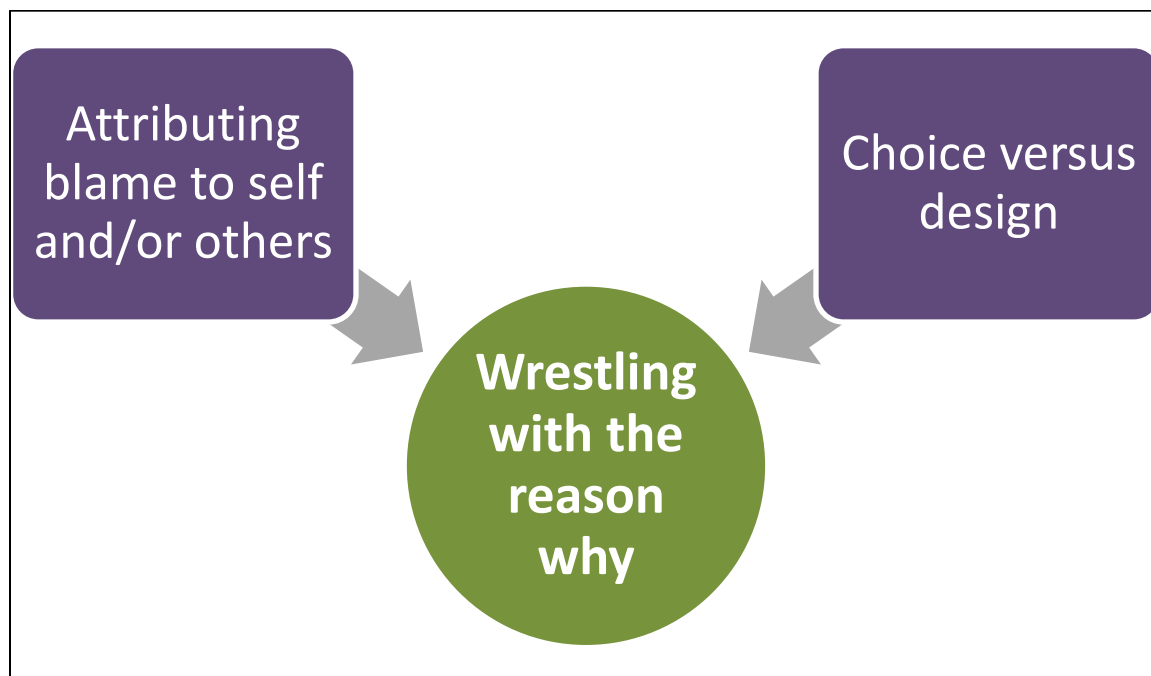 Attributing
blame to self
and/or others
Choice versus
design
Wrestling
with the
reason
why